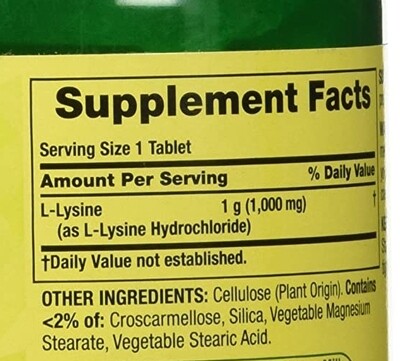 Supplement Facts
Serving Size 1 Tablet
Amount Per Serving % Daily Value
L-Lysine 1 g (1,000 mg) †
(as L-Lysine Hydrochloride)
†Daily Value not established.
OTHER INGREDIENTS: Cellulose (Plant Origin). Contains
<2% of: Croscarmellose, Silica, Vegetable Magnesium
Stearate, Vegetable Stearic Acid.